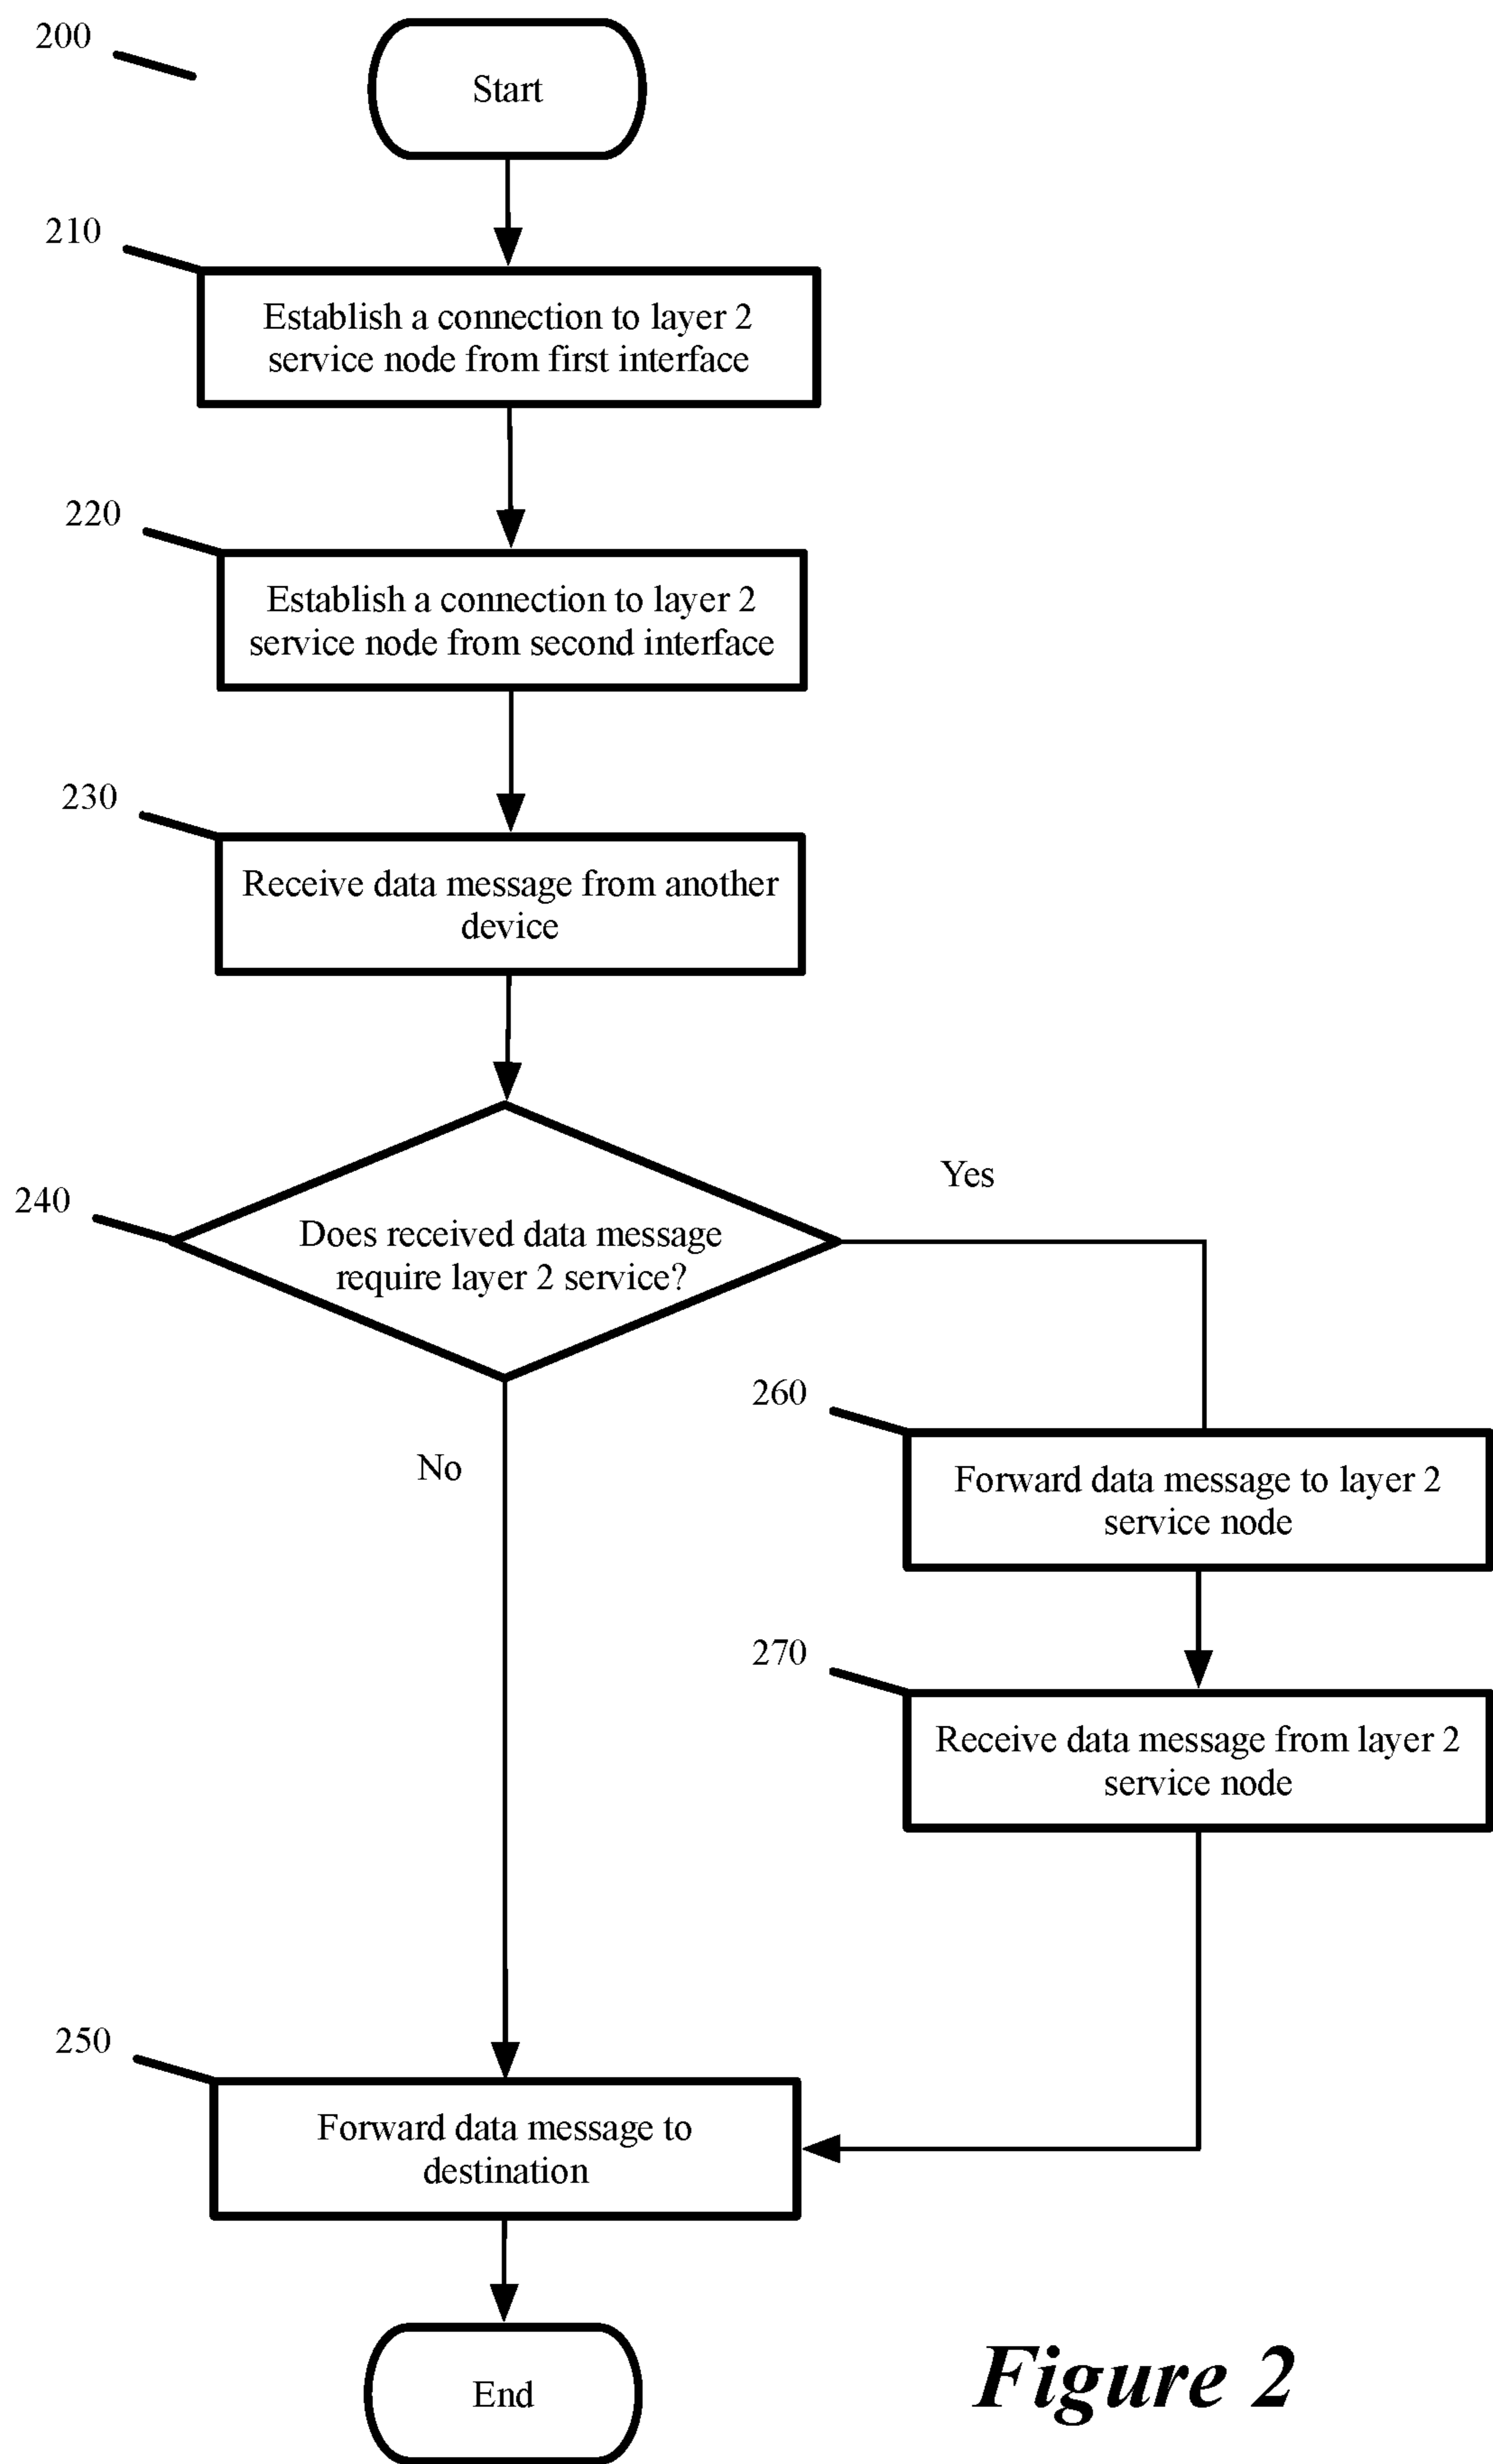 200
Start
210
Establish a connection to layer 2
service node from first interface
220
Establish a connection to layer 2
service node from second interface
230
Receive data message from another
device
240
Does received data message
require layer 2 service?
Yes
No
260
Forward data message to layer 2
service node
270
Receive data message from layer 2
service node
250
Forward data message to
destination
End
Figure 2